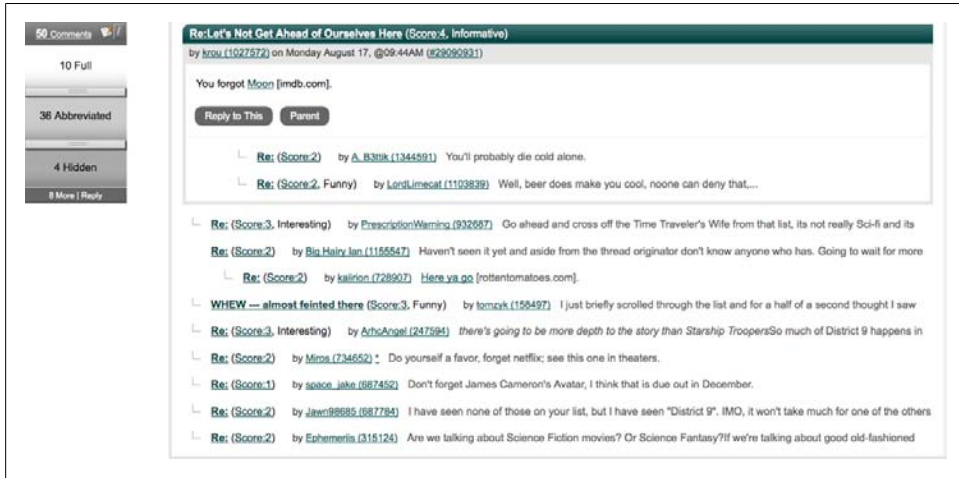 50 Comments
10 Full
36 Abbreviated
4 Hidden
8 More | Reply
Re:Let's Not Get Ahead of Ourselves Here (Score:4, Informative)
by krou (1027572) on Monday August 17, @09:44AM (#29090931)
You forgot Moon [imdb.com].
Reply to This Parent
Re: (Score:2) by A. B3ttik (1344591) You'll probably die cold alone.
Re: (Score:2, Funny) by LordLimecat (1103839) Well, beer does make you cool, noone can deny that,...
Re: (Score:3, Interesting) by PrescriptionWarning (932687) Go ahead and cross off the Time Traveler's Wife from that list, its not really Sci-fi and its
Re: (Score:2) by Big Hairy Ian (1155547) Haven't seen it yet and aside from the thread originator don't know anyone who has. Going to wait for more
Re: (Score:2) by kalirion (728907) Here ya go [rottentomatoes.com].
WHEW --- almost feinted there (Score:3, Funny) by tomzyk (158497) I just briefly scrolled through the list and for a half of a second thought I saw
Re: (Score:3, Interesting) by ArhcAngel (247594) there's going to be more depth to the story than Starship TroopersSo much of District 9 happens in
Re: (Score:2) by Miros (734652) * Do yourself a favor, forget netflix; see this one in theaters.
Re: (Score:1) by space_jake (687452) Don't forget James Cameron's Avatar, I think that is due out in December.
Re: (Score:2) by Jawn98685 (687784) I have seen none of those on your list, but I have seen "District 9". IMO, it won't take much for one of the others
Re: (Score:2) by Ephemeriis (315124) Are we talking about Science Fiction movies? Or Science Fantasy?If we're talking about good old-fashioned